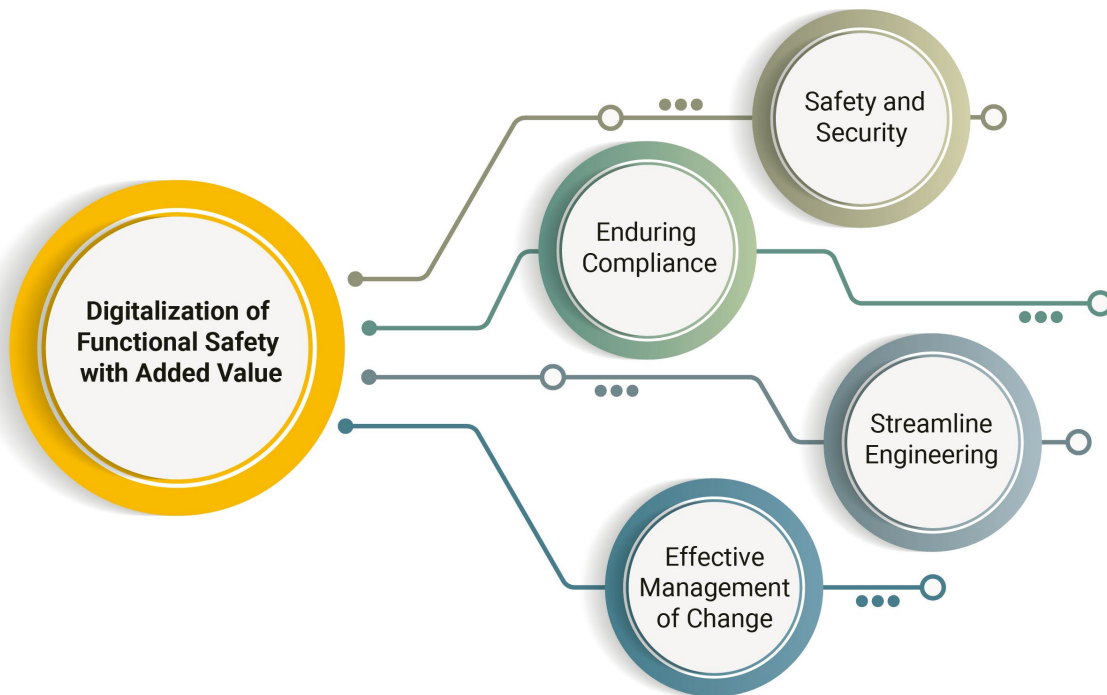 Digitalization of
Functional Safety
with Added Value
Safety and
Security
Enduring
Compliance
Streamline
Engineering
Effective
Management
of Change